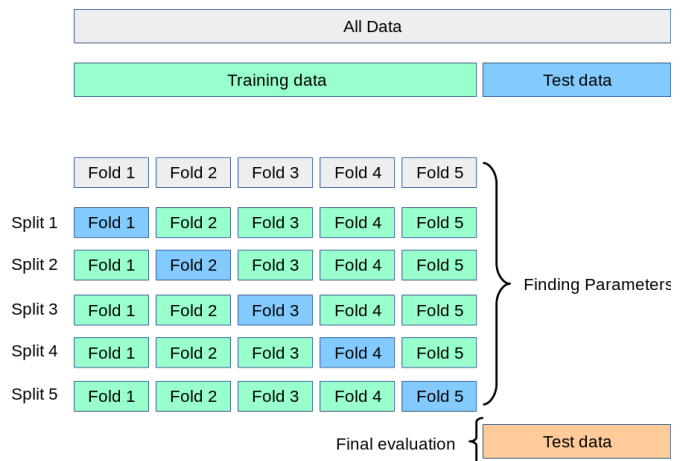 All Data
Training data Test data
Fold 1 Fold 2 Fold 3 Fold 4 Fold 5
Split 1 Fold 1 Fold 2 Fold 3 Fold 4 Fold 5
Split 2 Fold 1 Fold 2 Fold 3 Fold 4 Fold 5
Finding Parameters
Split 3 Fold 1 Fold 2 Fold 3 Fold 4 Fold 5
Split 4 Fold 1 Fold 2 Fold 3 Fold 4 Fold 5
Split 5 Fold 1 Fold 2 Fold 3 Fold 4 Fold 5
Final evaluation Test data